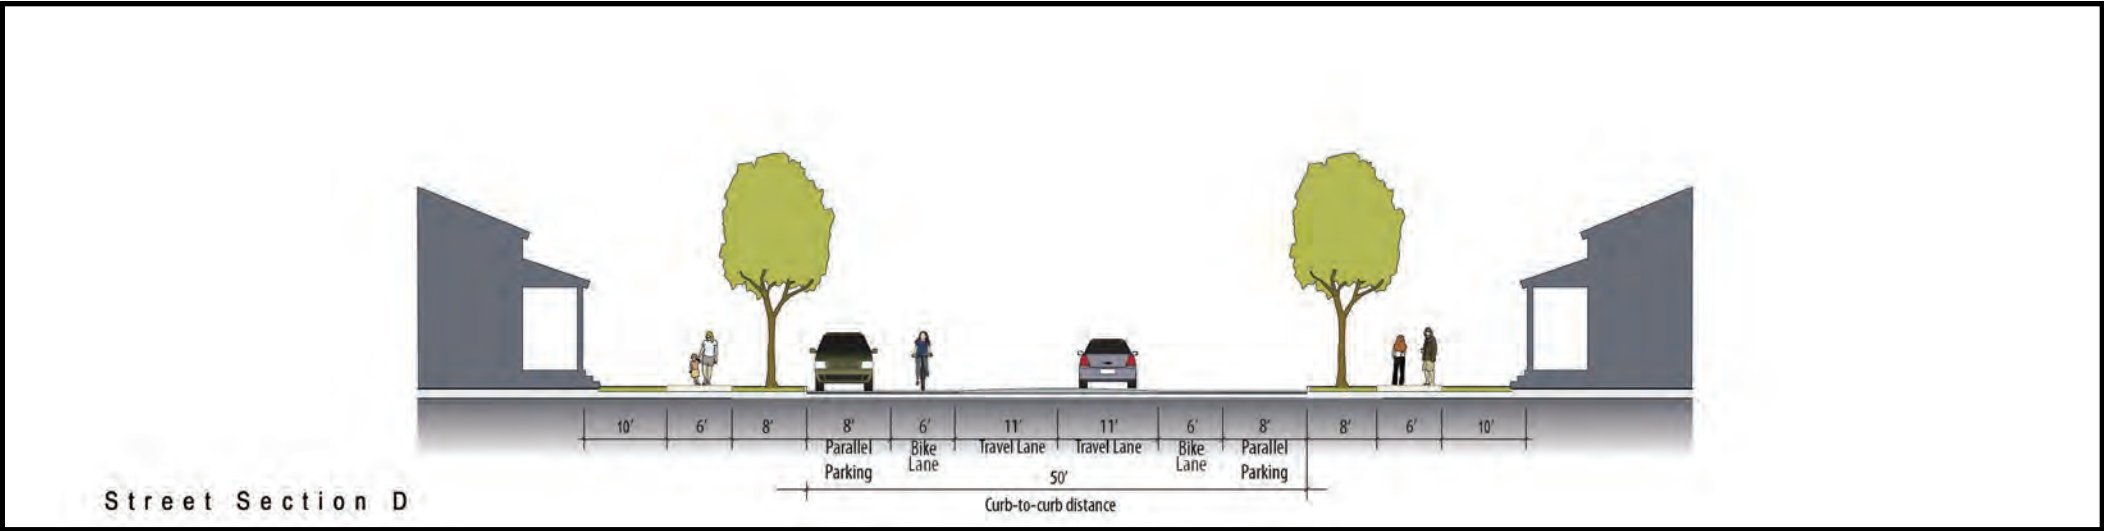 10' 6' 8' 8' 6' 11' 11' 6' 8' 8' 6' 10'
Parallel Bike Travel Lane Travel Lane Bike Parallel
Parking Lane Lane Parking
50'
Street Section D
Curb-to-curb distance